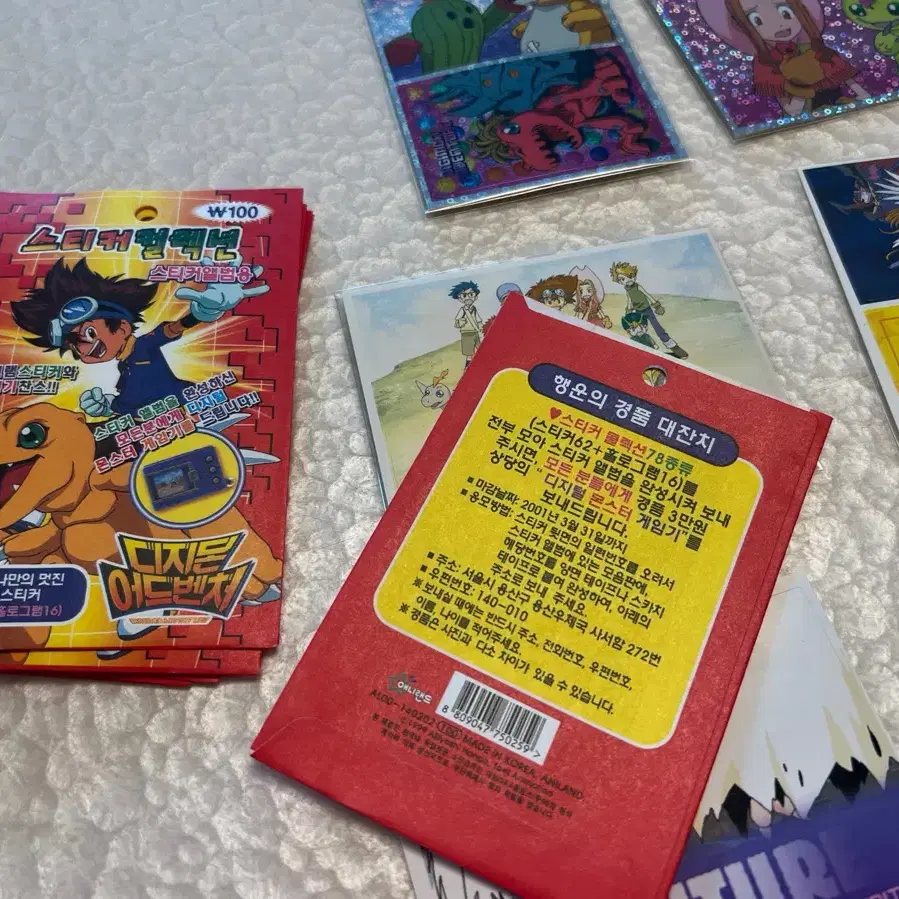 ₩100
스티커컬렉션
스티커앨범용
램스티커와
기찬스!!
스티커 앨범을 완성하신
모든분에게 디지털
몬스터 게임기를 드립니다!!
디지몬
어드벤쳐
나만의 멋진
스티커
홀로그램16)
행운의 경품 대잔치
♥스티커 콜렉션78종류
(스티커62+홀로그램16)를
전부 모아 스티커 앨범을 완성시켜 보내
주시면 "모든 분들에게 경품 3만원
상당의 디지털 몬스터 게임기"를
보내드립니다.
■ 마감날짜: 2001년 3월 31일까지
■ 응모방법: 스티커 뒷면의 일련번호를 오려서
스티커 앨범에 있는 모음판에,
해당번호를 양면 테이프나 스카치
테이프로 붙여 완성하여, 아래의
주소로 보내 주세요.
■ 주소: 서울시 용산구 용산우체국 사서함 272번
■ 우편번호: 140-010
※ 보내실 때에는 반드시 주소, 전화번호, 우편번호,
이름, 나이를 적어주세요.
※ 경품은 사진과 다소 차이가 있을 수 있습니다.
애니랜드
8 809047 750259
AL00-140202 100 MADE IN KOREA, ANILAND
TURE